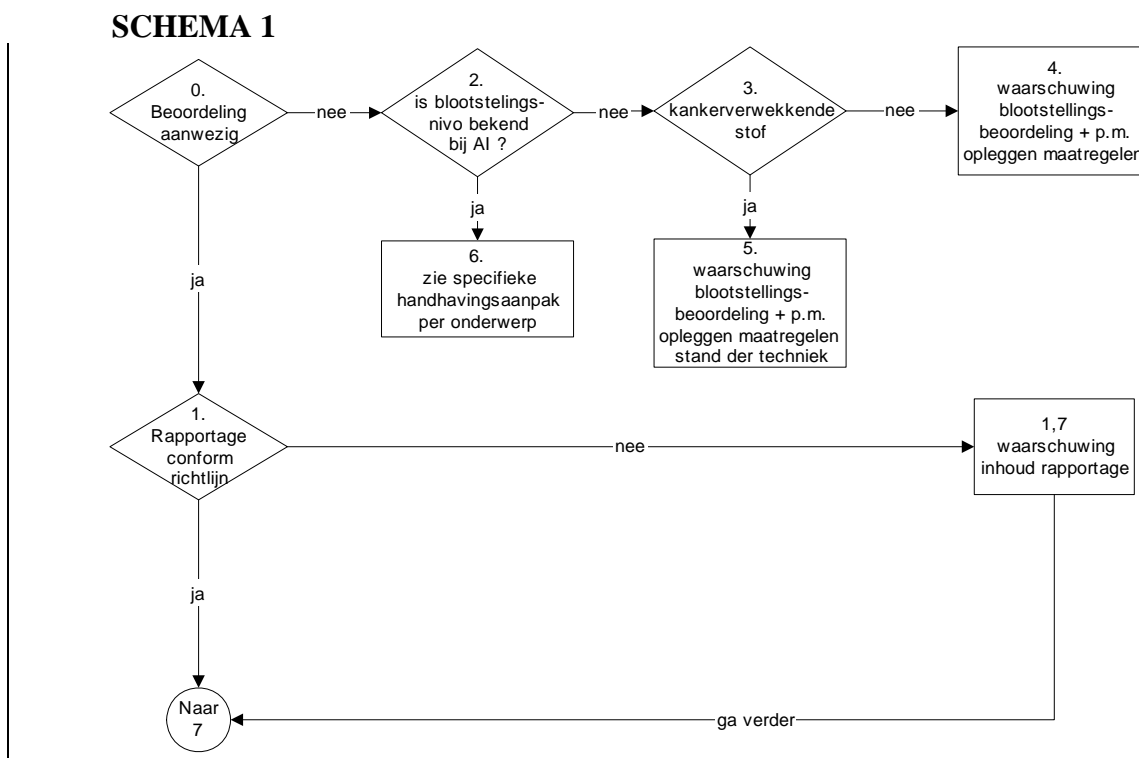 SCHEMA 1
0.
Beoordeling
aanwezig
nee
2.
is blootstelings-
nivo bekend
bij AI ?
nee
3.
kankerverwekkende
stof
nee
4.
waarschuwing
blootstellings-
beoordeling + p.m.
opleggen maatregelen
ja
6.
zie specifieke
handhavingsaanpak
per onderwerp
ja
5.
waarschuwing
blootstellings-
beoordeling + p.m.
opleggen maatregelen
stand der techniek
ja
1.
Rapportage
conform
richtlijn
nee
1,7
waarschuwing
inhoud rapportage
ja
Naar
7
ga verder